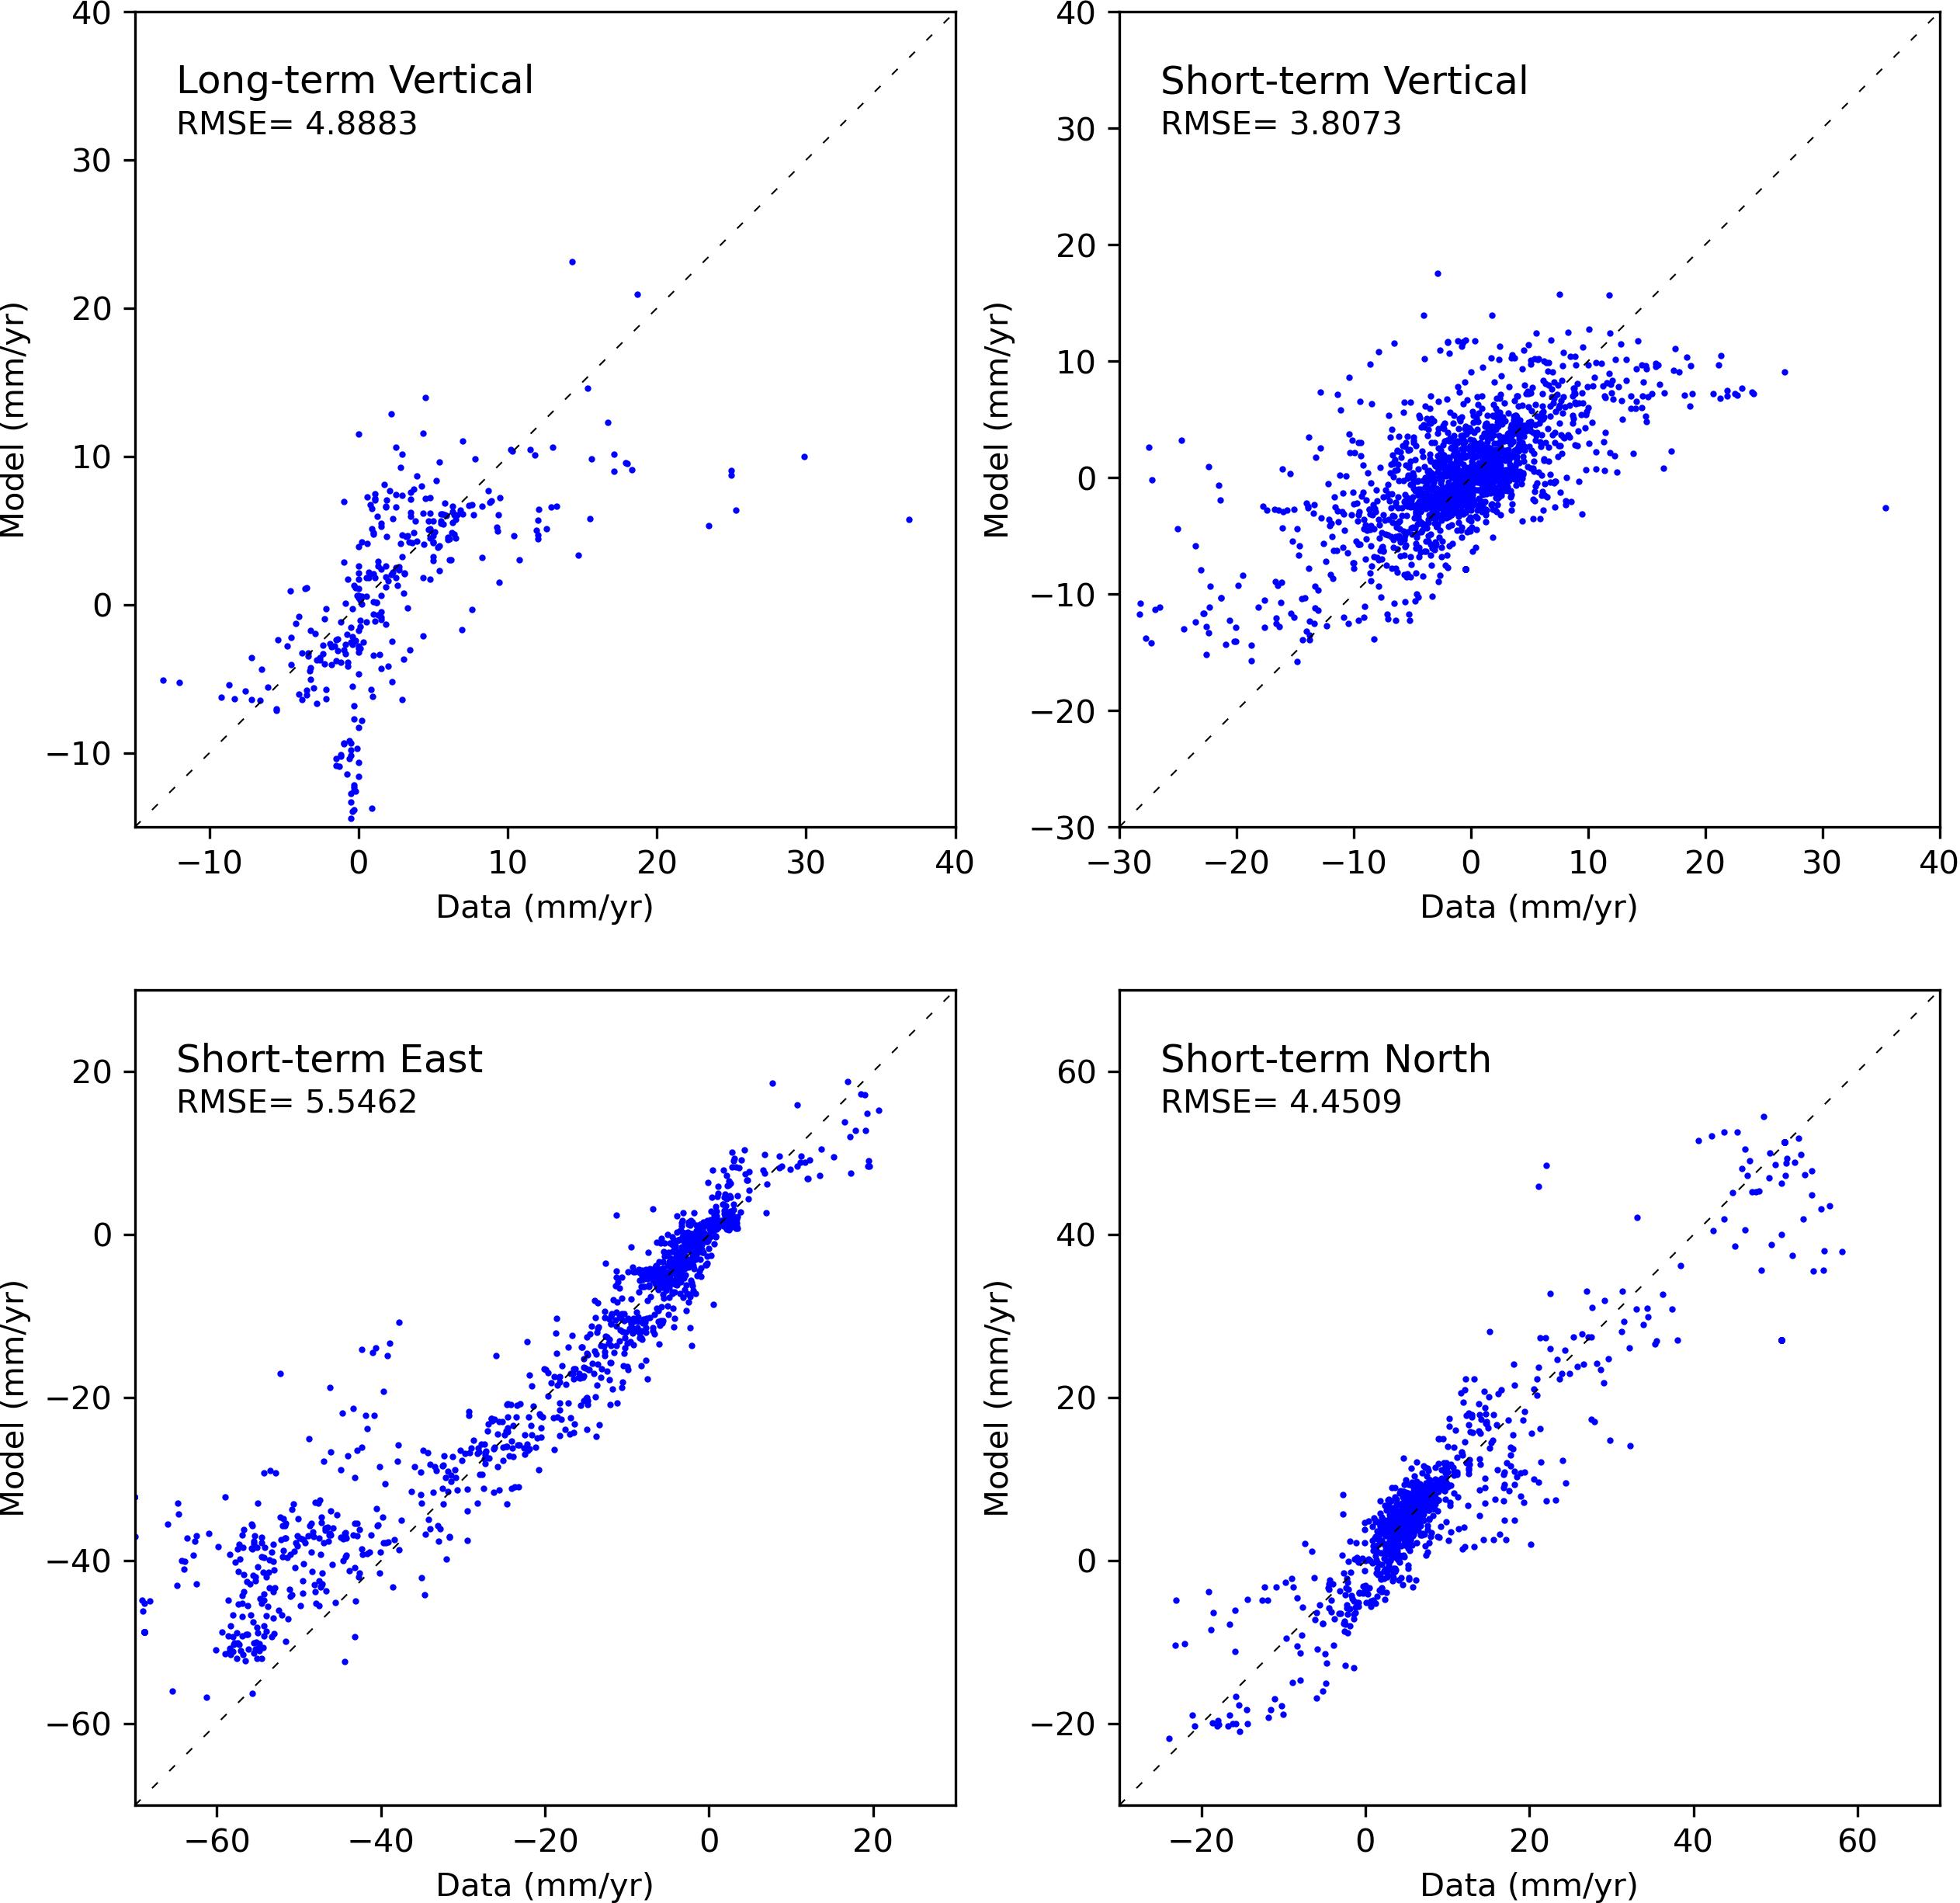 Long-term Vertical
RMSE= 4.8883
40
30
20
10
0
−10
Model (mm/yr)
−10 0 10 20 30 40
Data (mm/yr)
Short-term Vertical
RMSE= 3.8073
40
30
20
10
0
−10
−20
−30
Model (mm/yr)
−30 −20 −10 0 10 20 30 40
Data (mm/yr)
Short-term East
RMSE= 5.5462
20
0
−20
−40
−60
Model (mm/yr)
−60 −40 −20 0 20
Data (mm/yr)
Short-term North
RMSE= 4.4509
60
40
20
0
−20
Model (mm/yr)
−20 0 20 40 60
Data (mm/yr)